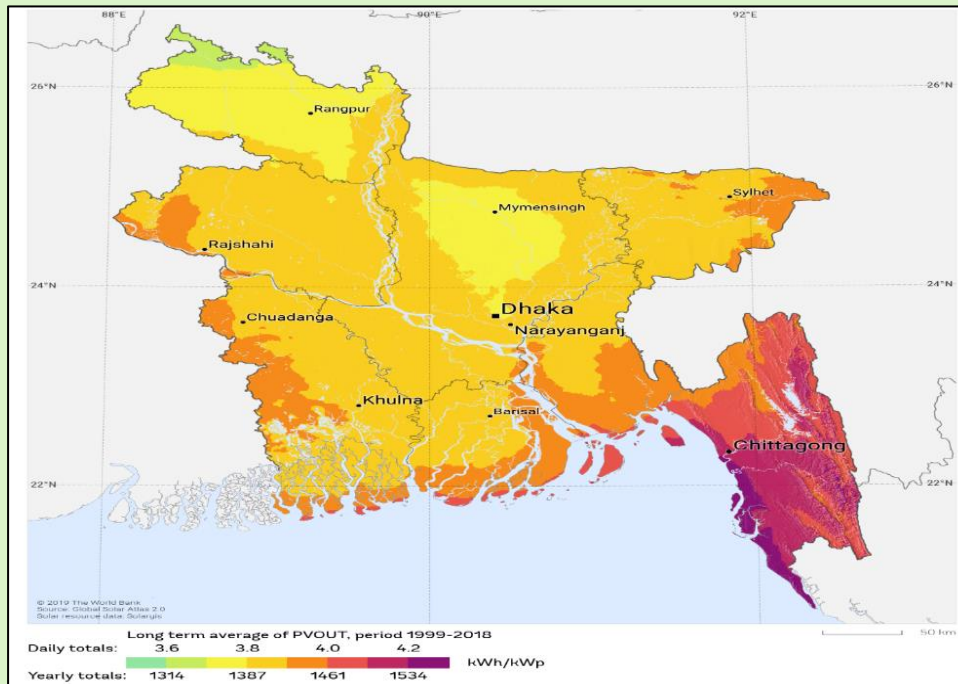 88°E 90°E 92°E
26°N 26°N
Rangpur
Sylhet
Mymensingh
Rajshahi
24°N 24°N
Dhaka
Chuadanga
Narayanganj
Khulna
Barisal
Chittagong
22°N 22°N
© 2019 The World Bank
Source: Global Solar Atlas 2.0
Solar resource data: Solargis
Long term average of PVOUT, period 1999-2018
50 km
Daily totals: 3.6 3.8 4.0 4.2
kWh/kWp
Yearly totals: 1314 1387 1461 1534